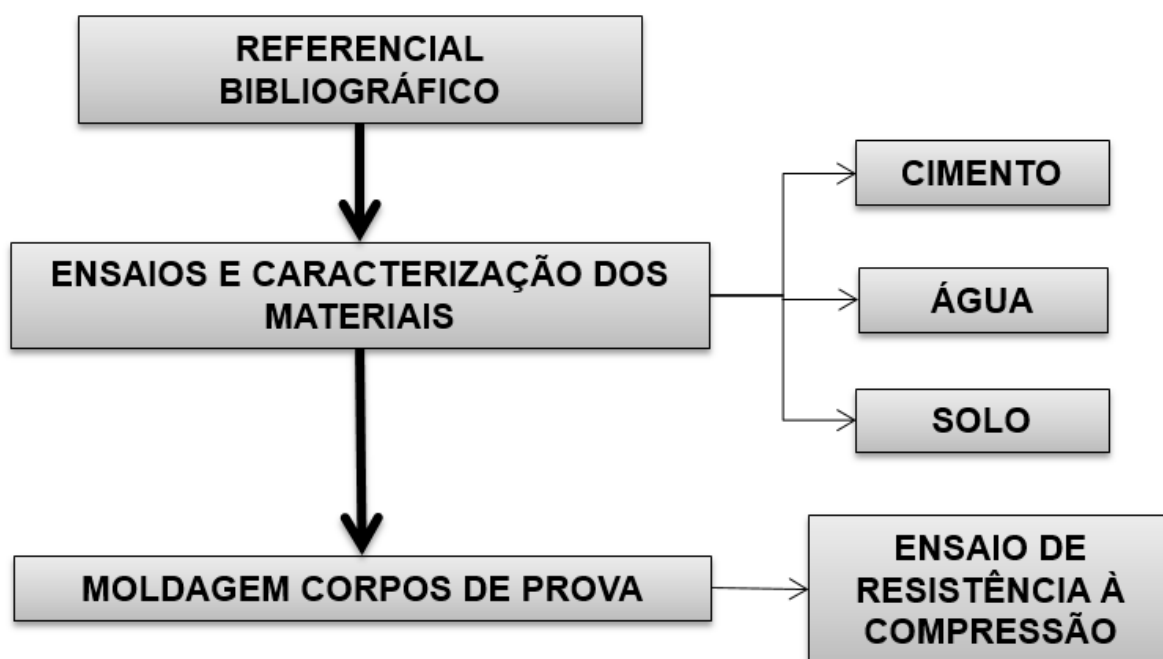 REFERENCIAL
BIBLIOGRÁFICO
ENSAIOS E CARACTERIZAÇÃO DOS
MATERIAIS
CIMENTO
ÁGUA
SOLO
MOLDAGEM CORPOS DE PROVA
ENSAIO DE
RESISTÊNCIA À
COMPRESSÃO